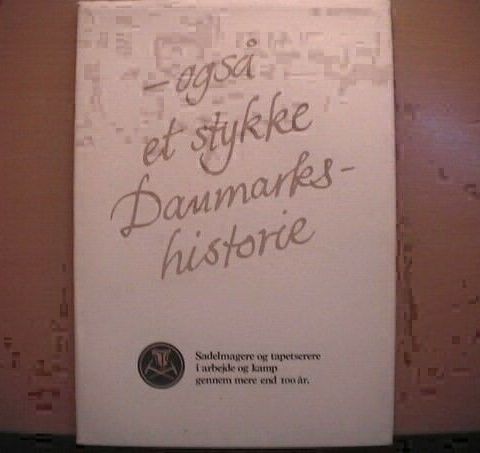 – også
et stykke
Danmarks-
historie
Sadelmagere og tapetserere
i arbejde og kamp
gennem mere end 100 år.